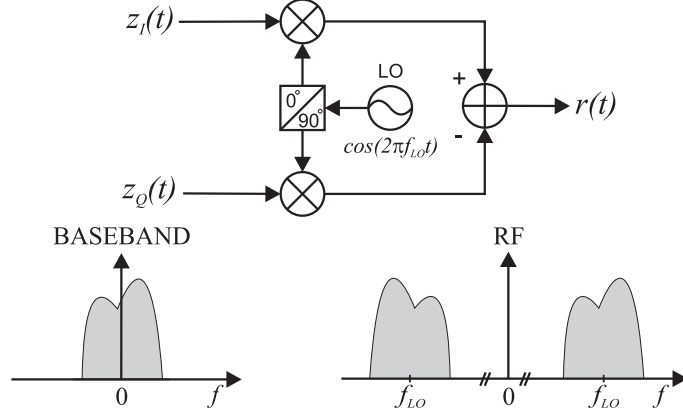 z_I(t)
LO
+
0°
90°
r(t)
cos(2πf_LO t)
-
z_Q(t)
BASEBAND
RF
0
f
f_LO
0
f_LO
f